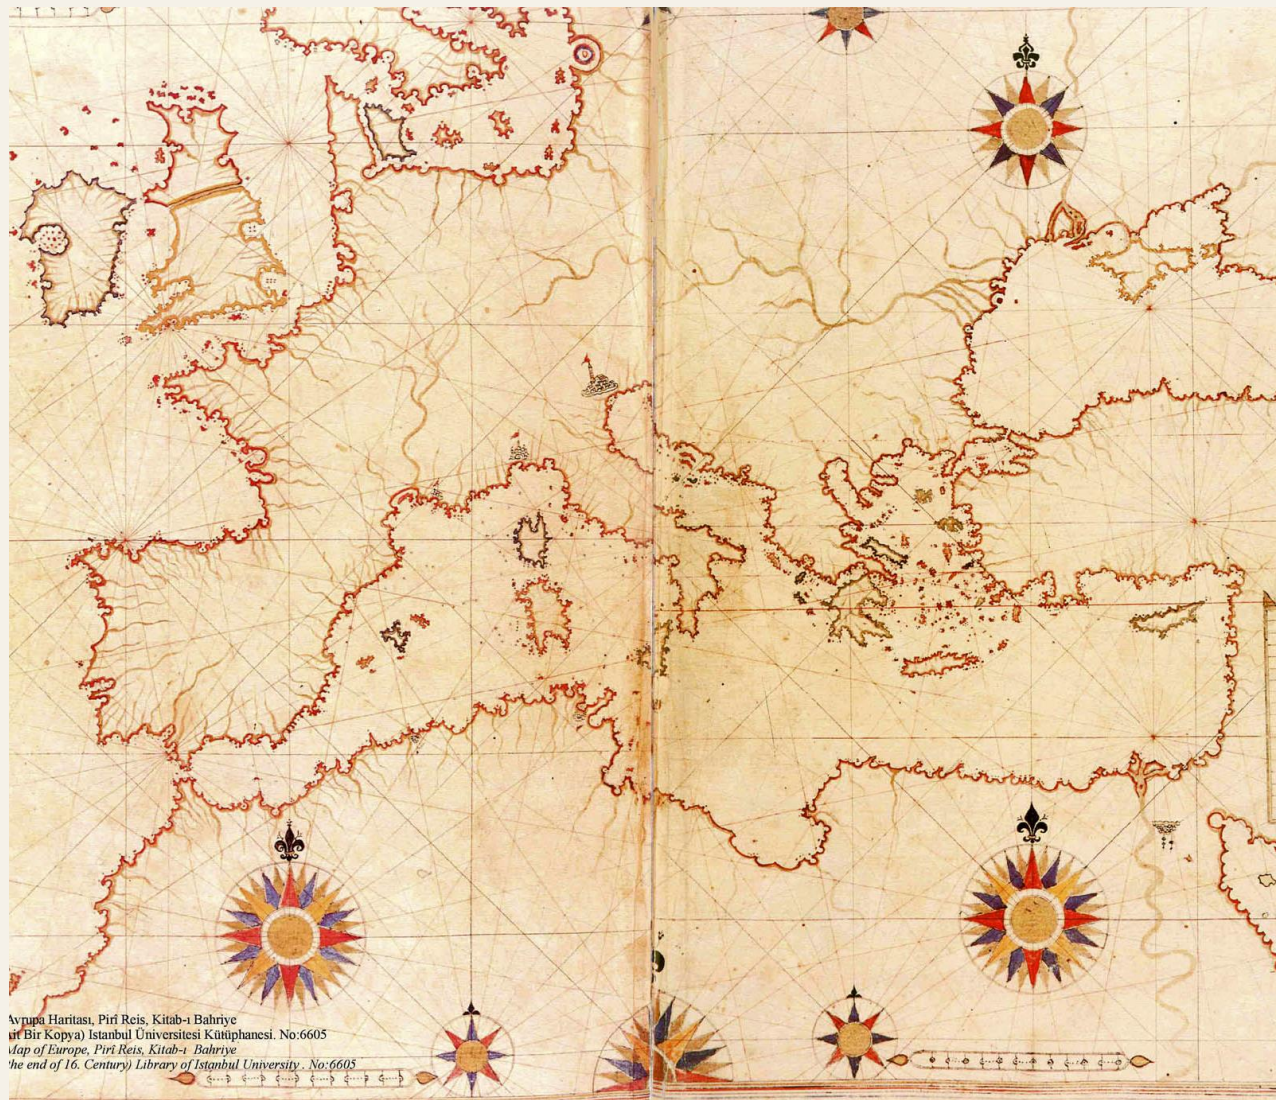 Avrupa Haritası, Pirî Reis, Kitab-ı Bahriye
Bir Kopya) Istanbul Üniversitesi Kütüphanesi. No:6605
Map of Europe, Pirî Reis, Kitab-ı Bahriye
the end of 16. Century) Library of Istanbul University. No:6605